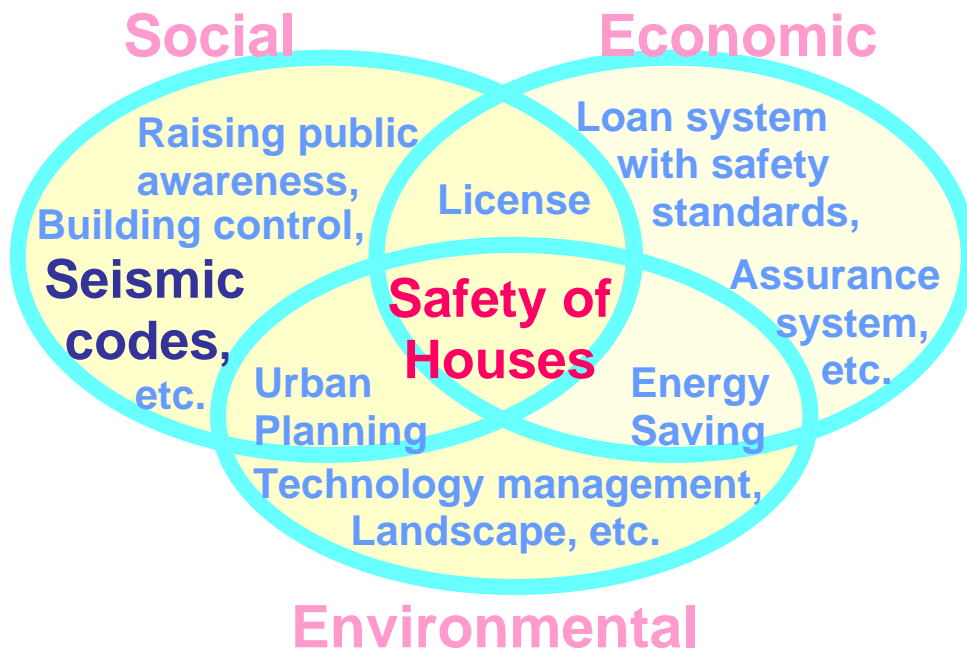 Social
Economic
Raising public
awareness,
Building control,
Seismic
codes,
etc.
License
Loan system
with safety
standards,
Assurance
system,
etc.
Safety of
Houses
Urban
Planning
Energy
Saving
Technology management,
Landscape, etc.
Environmental